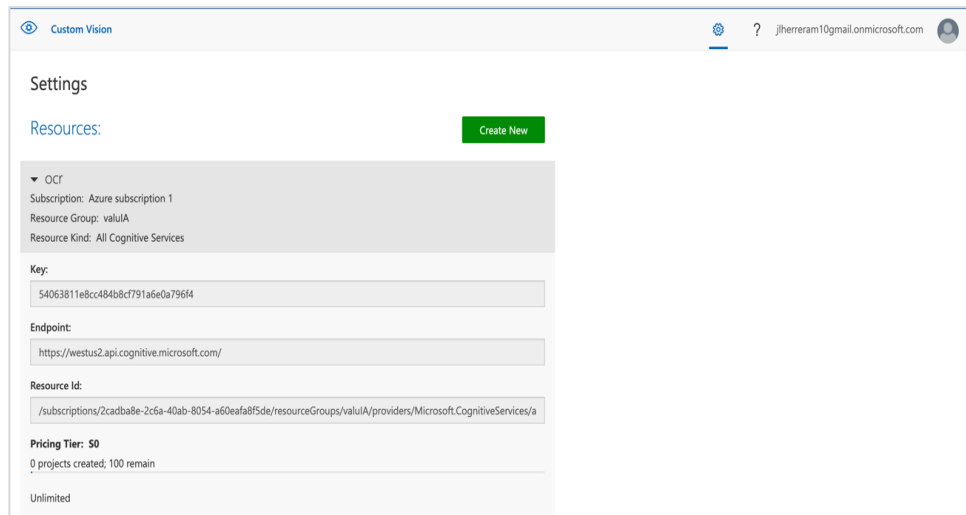 Custom Vision
? jlherreram10gmail.onmicrosoft.com
Settings
Resources:
Create New
ocr
Subscription: Azure subscription 1
Resource Group: valuIA
Resource Kind: All Cognitive Services
Key:
54063811e8cc484b8cf791a6e0a796f4
Endpoint:
https://westus2.api.cognitive.microsoft.com/
Resource Id:
/subscriptions/2cadba8e-2c6a-40ab-8054-a60eafa8f5de/resourceGroups/valuIA/providers/Microsoft.CognitiveServices/a
Pricing Tier: S0
0 projects created; 100 remain
Unlimited